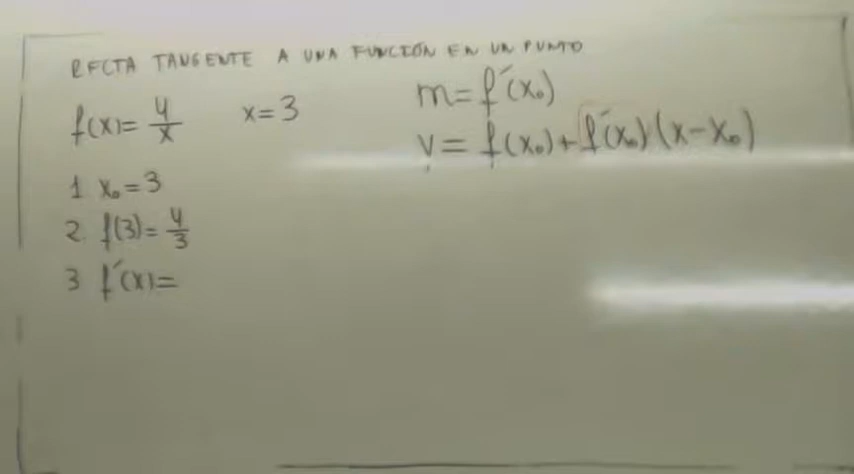 RECTA TANGENTE A UNA FUNCIÓN EN UN PUNTO
f(x)= 4/x x=3
m=f´(x₀)
y= f(x₀)+f´(x₀)(x-x₀)
1 x₀=3
2 f(3)= 4/3
3 f´(x)=